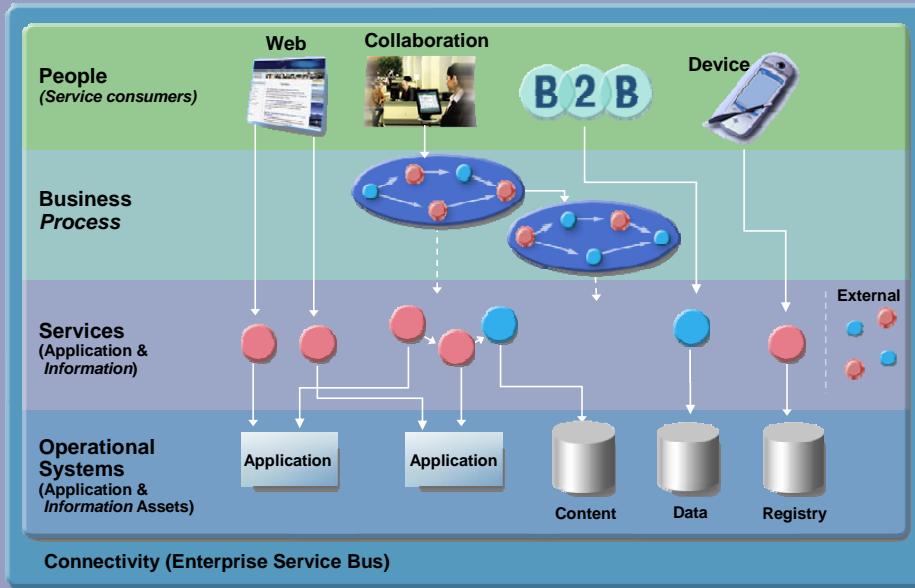 Web
Collaboration
Device
People
(Service consumers)
B2B
Business
Process
External
Services
(Application &
Information)
Operational
Systems
(Application &
Information Assets)
Application
Application
Content
Data
Registry
Connectivity (Enterprise Service Bus)